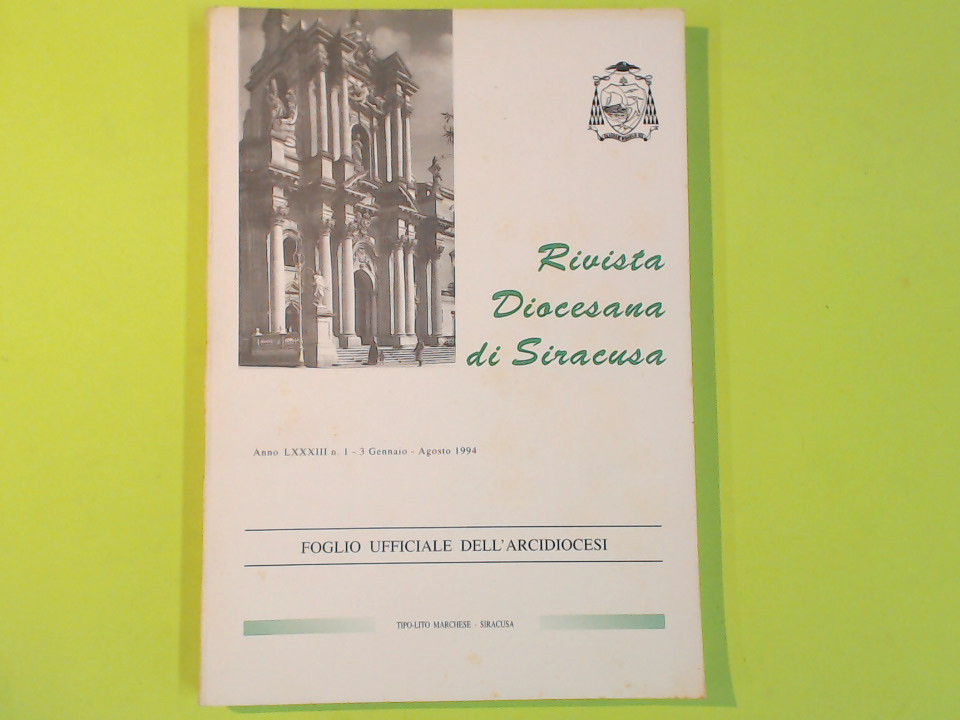 Rivista
Diocesana
di Siracusa
Anno LXXXIII n. 1 - 3 Gennaio - Agosto 1994
FOGLIO UFFICIALE DELL'ARCIDIOCESI
TIPO-LITO MARCHESE - SIRACUSA